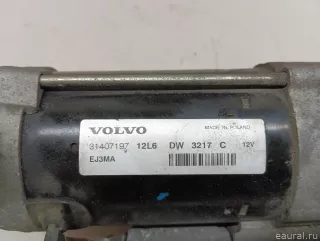 VOLVO MADE IN POLAND
31407197 12L6 DW 3217 C 12V
EJ3MA
eaural.ru